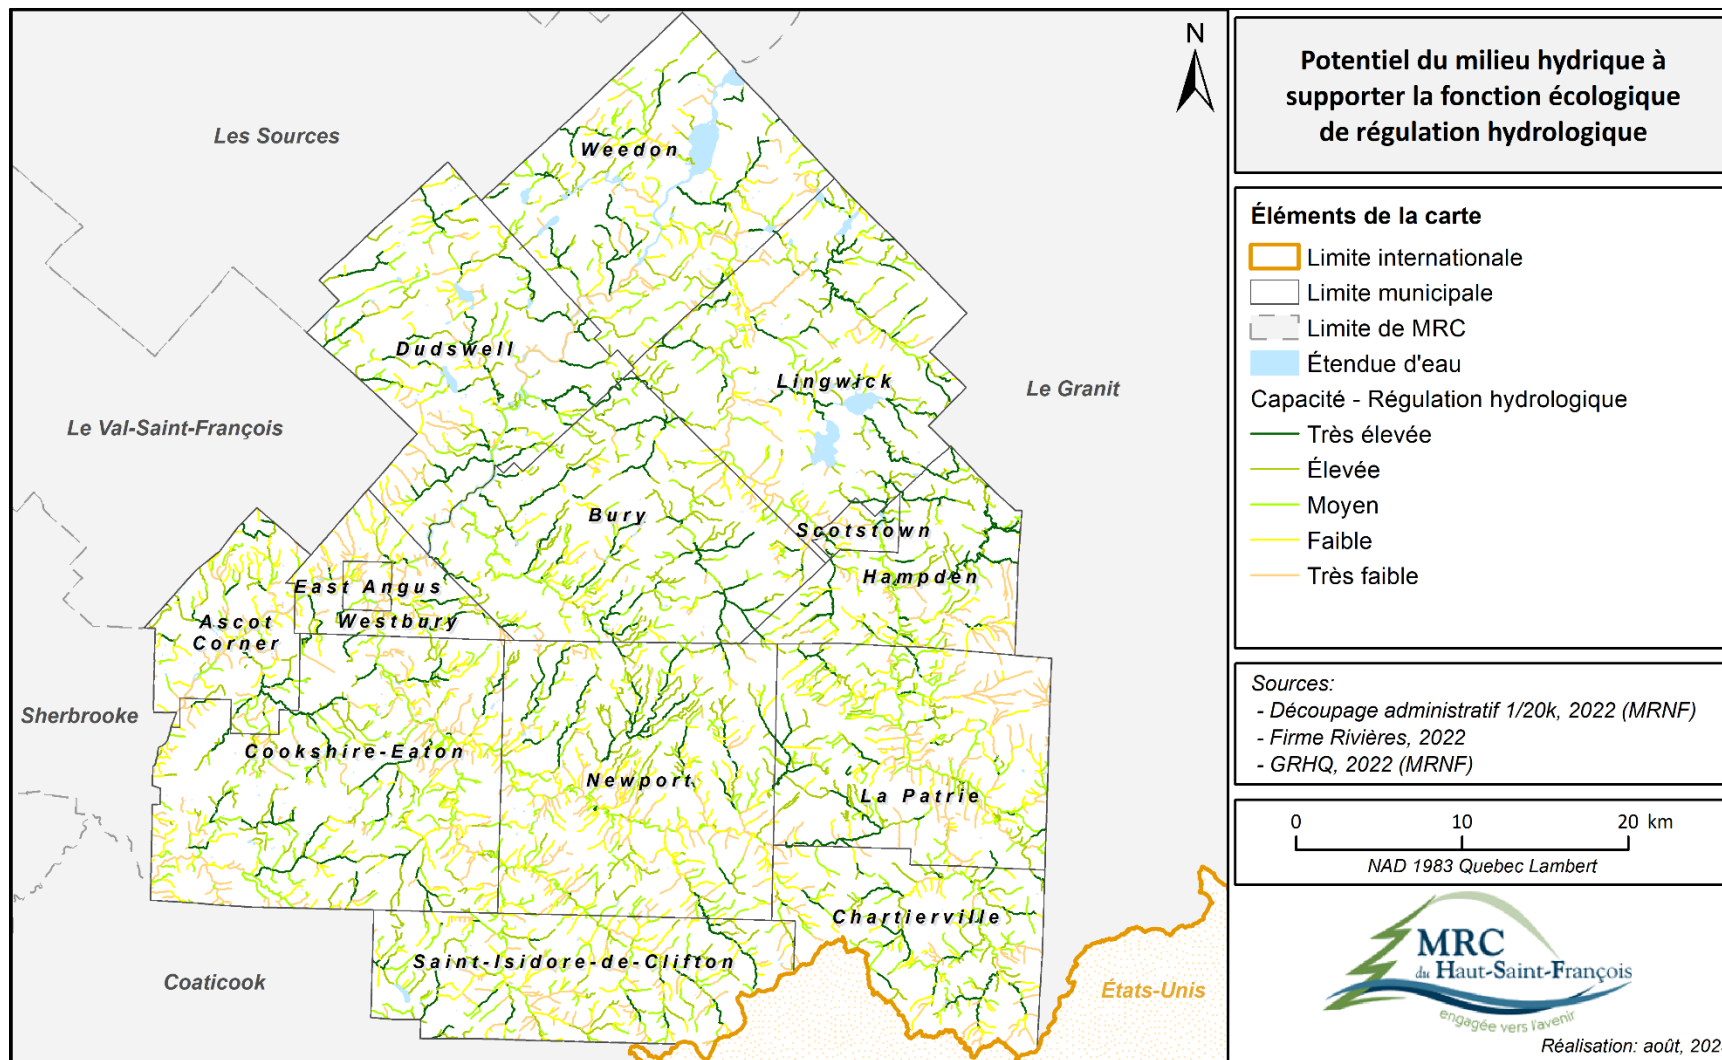 Potentiel du milieu hydrique à
supporter la fonction écologique
de régulation hydrologique
N
Les Sources
Weedon
Dudswell
Lingwick
Le Granit
Le Val-Saint-François
Bury
Scotstown
Hampden
East Angus
Westbury
Ascot
Corner
Sherbrooke
Cookshire-Eaton
Newport
La Patrie
Chartierville
Saint-Isidore-de-Clifton
Coaticook
États-Unis
Éléments de la carte
Limite internationale
Limite municipale
Limite de MRC
Étendue d'eau
Capacité - Régulation hydrologique
Très élevée
Élevée
Moyen
Faible
Très faible
Sources:
- Découpage administratif 1/20k, 2022 (MRNF)
- Firme Rivières, 2022
- GRHQ, 2022 (MRNF)
0 10 20 km
NAD 1983 Quebec Lambert
MRC
du Haut-Saint-François
engagée vers l'avenir
Réalisation: août,